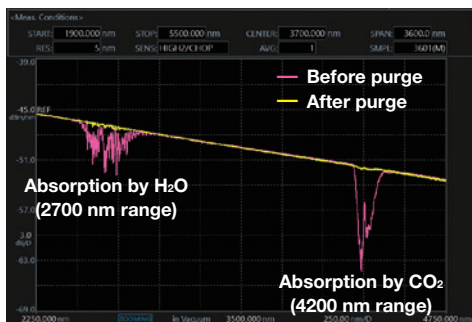 <Meas. Conditions>
START: 1900.000 nm STOP: 5500.000 nm CENTER: 3700.000 nm SPAN: 3600.0 nm
RES: 5 nm SENS: HIGH2/CHOP AVG: 1 SMPL: 3601(M)
-39.0
Before purge
After purge
-45.0 REF
-51.0
Absorption by H2O
(2700 nm range)
-57.0
3.0
dB/D
-63.0
Absorption by CO2
(4200 nm range)
-69.0
2250.000 nm in Vacuum 3500.000 nm 250.00 nm/D 4750.000 nm